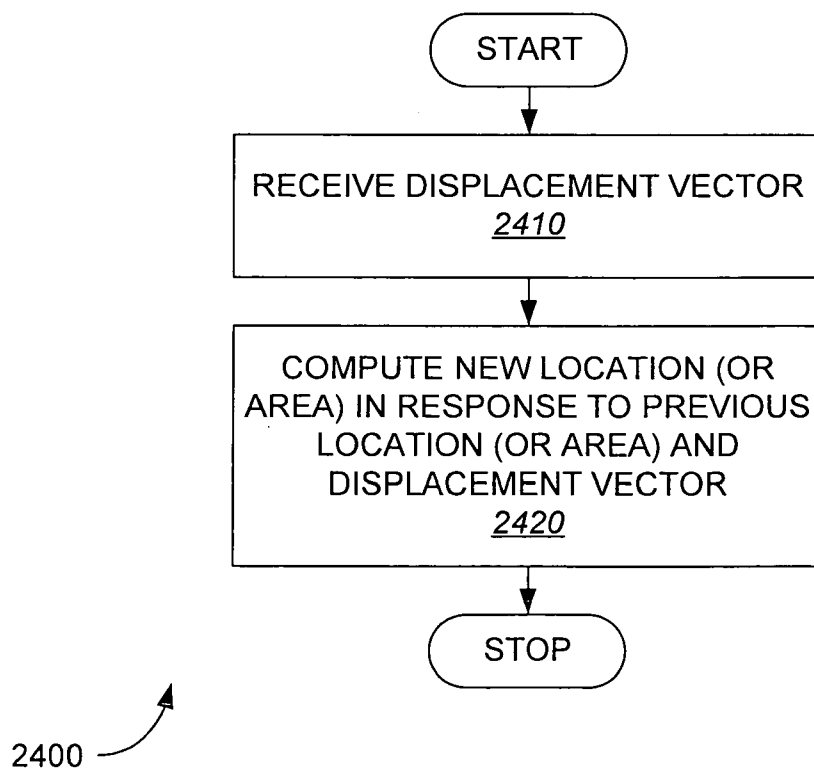 START
RECEIVE DISPLACEMENT VECTOR
2410
COMPUTE NEW LOCATION (OR
AREA) IN RESPONSE TO PREVIOUS
LOCATION (OR AREA) AND
DISPLACEMENT VECTOR
2420
STOP
2400